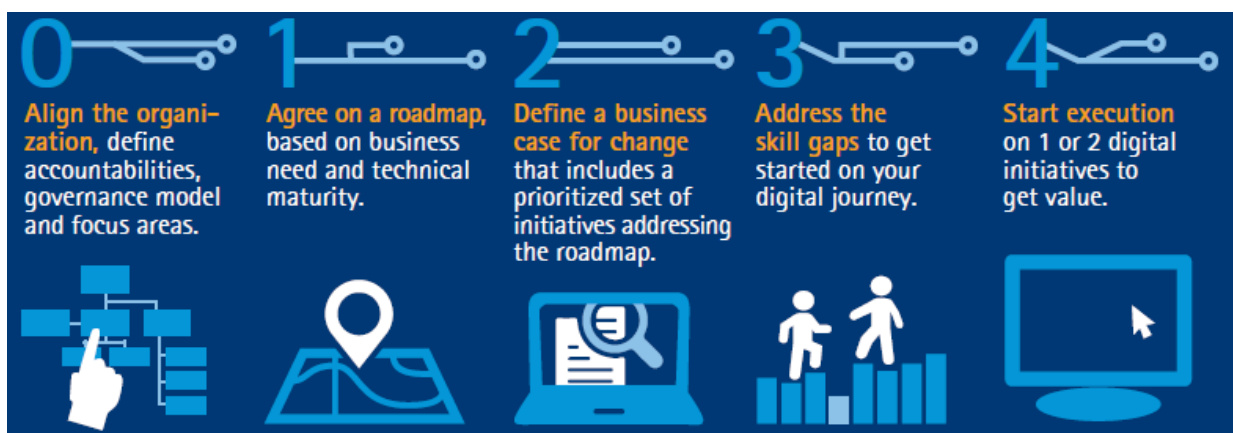 0
Align the organi-
zation, define
accountabilities,
governance model
and focus areas.
1
Agree on a roadmap,
based on business
need and technical
maturity.
2
Define a business
case for change
that includes a
prioritized set of
initiatives addressing
the roadmap.
3
Address the
skill gaps to get
started on your
digital journey.
4
Start execution
on 1 or 2 digital
initiatives to
get value.